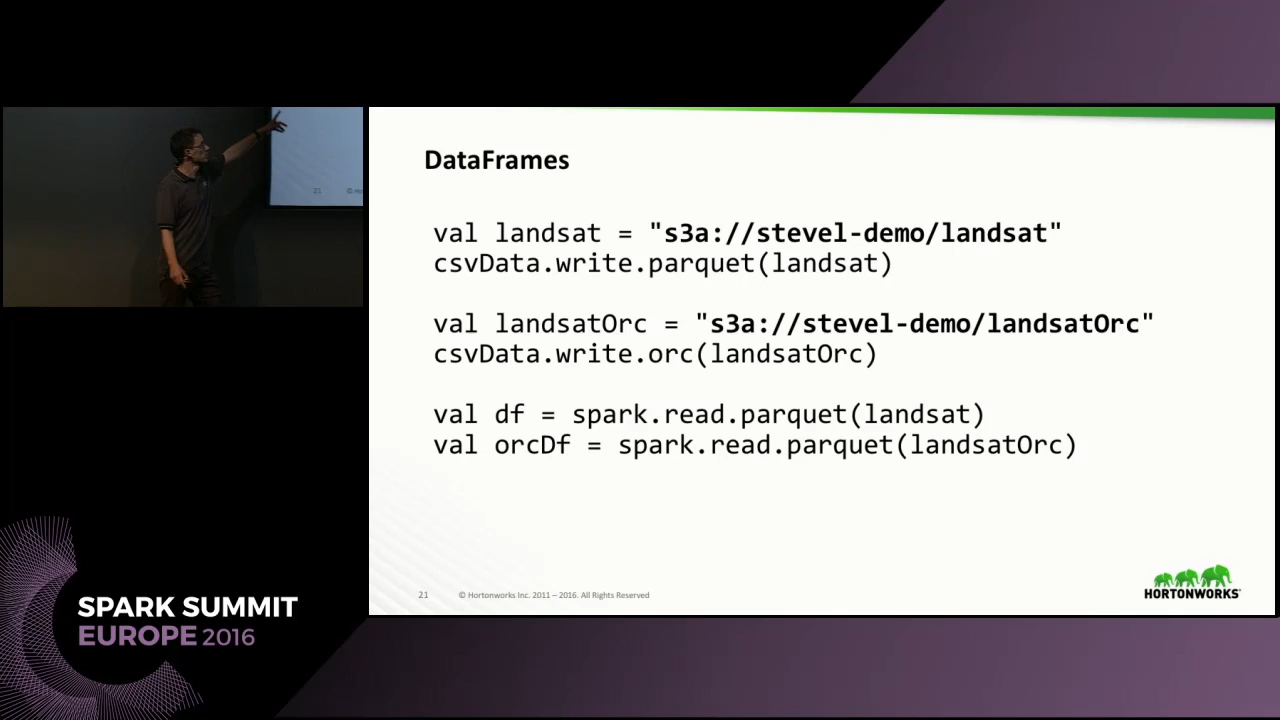 DataFrames
val landsat = "s3a://stevel-demo/landsat"
csvData.write.parquet(landsat)
val landsatOrc = "s3a://stevel-demo/landsatOrc"
csvData.write.orc(landsatOrc)
val df = spark.read.parquet(landsat)
val orcDf = spark.read.parquet(landsatOrc)
21
© Hortonworks Inc. 2011 – 2016. All Rights Reserved
HORTONWORKS
21 © Ho
SPARK SUMMIT
EUROPE 2016